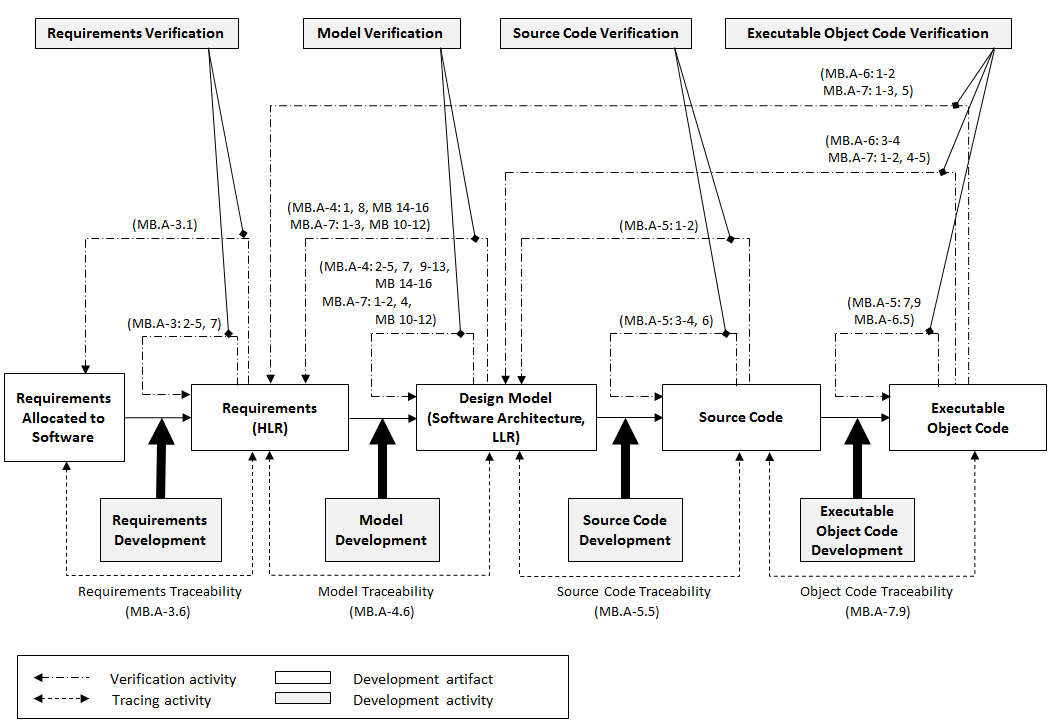 Requirements Verification
Model Verification
Source Code Verification
Executable Object Code Verification
(MB.A-6: 1-2
MB.A-7: 1-3, 5)
(MB.A-6: 3-4
MB.A-7: 1-2, 4-5)
(MB.A-3.1)
(MB.A-4: 1, 8, MB 14-16
MB.A-7: 1-3, MB 10-12)
(MB.A-5: 1-2)
(MB.A-4: 2-5, 7, 9-13,
MB 14-16
MB.A-7: 1-2, 4,
MB 10-12)
(MB.A-3: 2-5, 7)
(MB.A-5: 3-4, 6)
(MB.A-5: 7,9
MB.A-6.5)
Requirements
Allocated to
Software
Requirements
(HLR)
Design Model
(Software Architecture,
LLR)
Source Code
Executable
Object Code
Requirements
Development
Model
Development
Source Code
Development
Executable
Object Code
Development
Requirements Traceability
(MB.A-3.6)
Model Traceability
(MB.A-4.6)
Source Code Traceability
(MB.A-5.5)
Object Code Traceability
(MB.A-7.9)
Verification activity
Development artifact
Tracing activity
Development activity